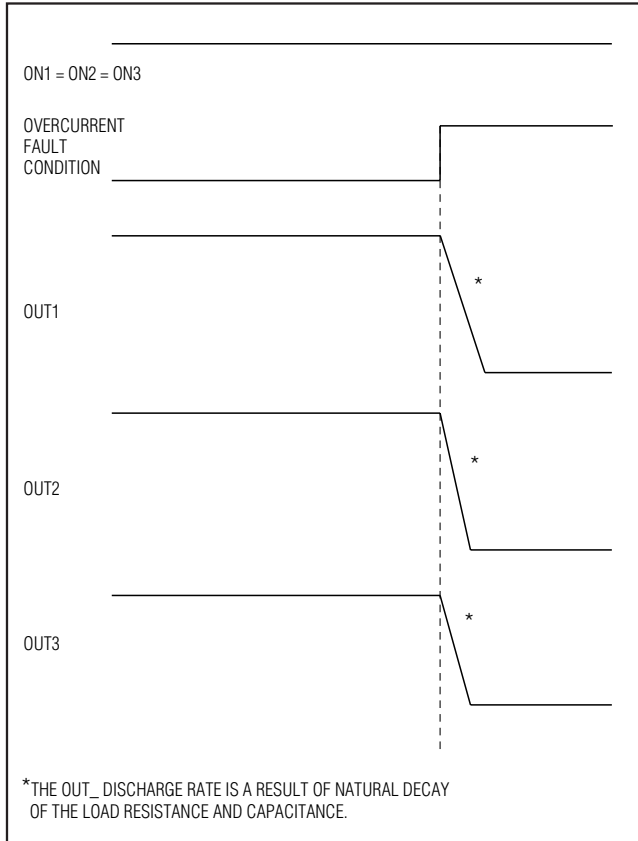 ON1 = ON2 = ON3
OVERCURRENT
FAULT
CONDITION
*
OUT1
*
OUT2
*
OUT3
*THE OUT_ DISCHARGE RATE IS A RESULT OF NATURAL DECAY
OF THE LOAD RESISTANCE AND CAPACITANCE.